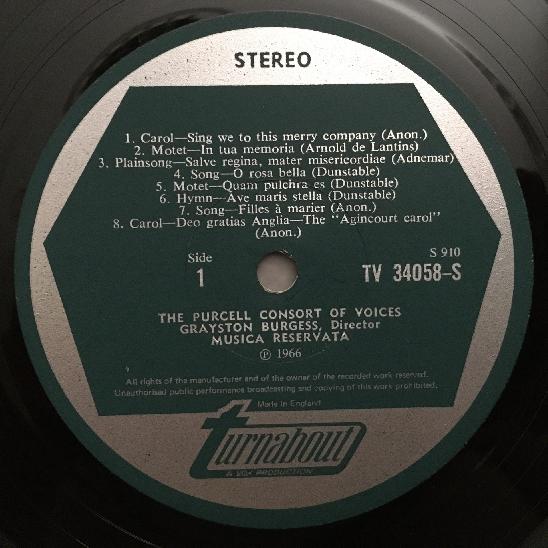 STEREO
1. Carol—Sing we to this merry company (Anon.)
2. Motet—In tua memoria (Arnold de Lantins)
3. Plainsong—Salve regina, mater misericordiae (Adhemar)
4. Song—O rosa bella (Dunstable)
5. Motet—Quam pulchra es (Dunstable)
6. Hymn—Ave maris stella (Dunstable)
7. Song—Filles à marier (Anon.)
8. Carol—Deo gratias Anglia—The "Agincourt carol"
(Anon.)
Side
1
S 910
TV 34058-S
THE PURCELL CONSORT OF VOICES
GRAYSTON BURGESS, Director
MUSICA RESERVATA
℗ 1966
All rights of the manufacturer and of the owner of the recorded work reserved.
Unauthorised public performance broadcasting and copying of this work prohibited.
Made in England
turnabout
A VOX PRODUCTION